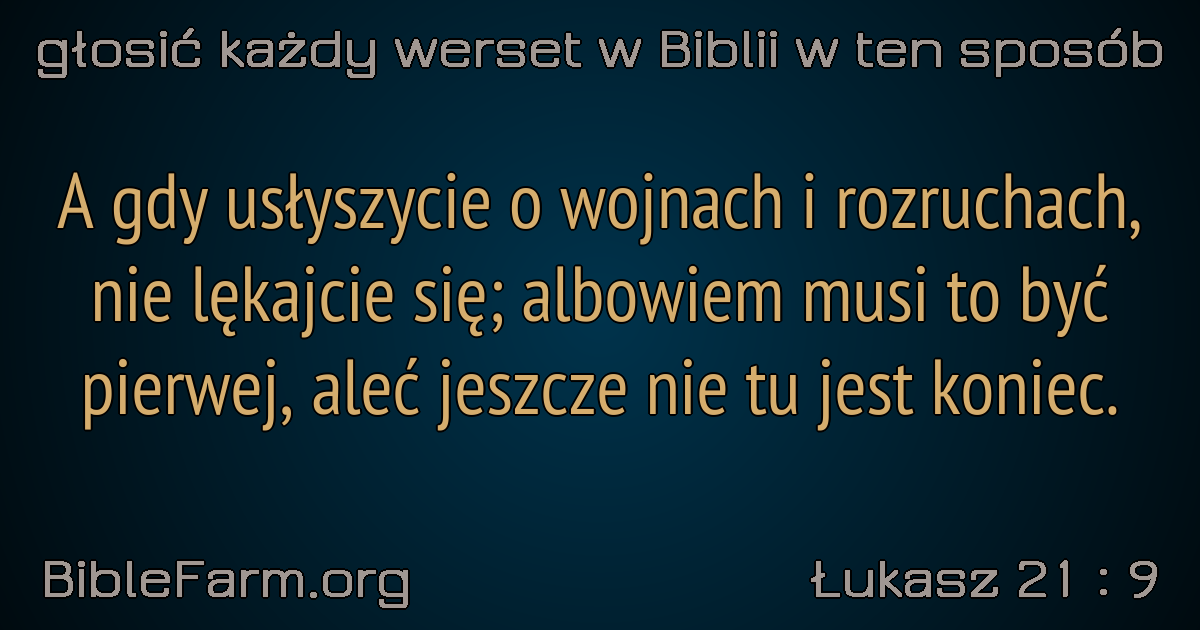 głosić każdy werset w Biblii w ten sposób
A gdy usłyszycie o wojnach i rozruchach,
nie lękajcie się; albowiem musi to być
pierwej, aleć jeszcze nie tu jest koniec.
BibleFarm.org
Łukasz 21 : 9